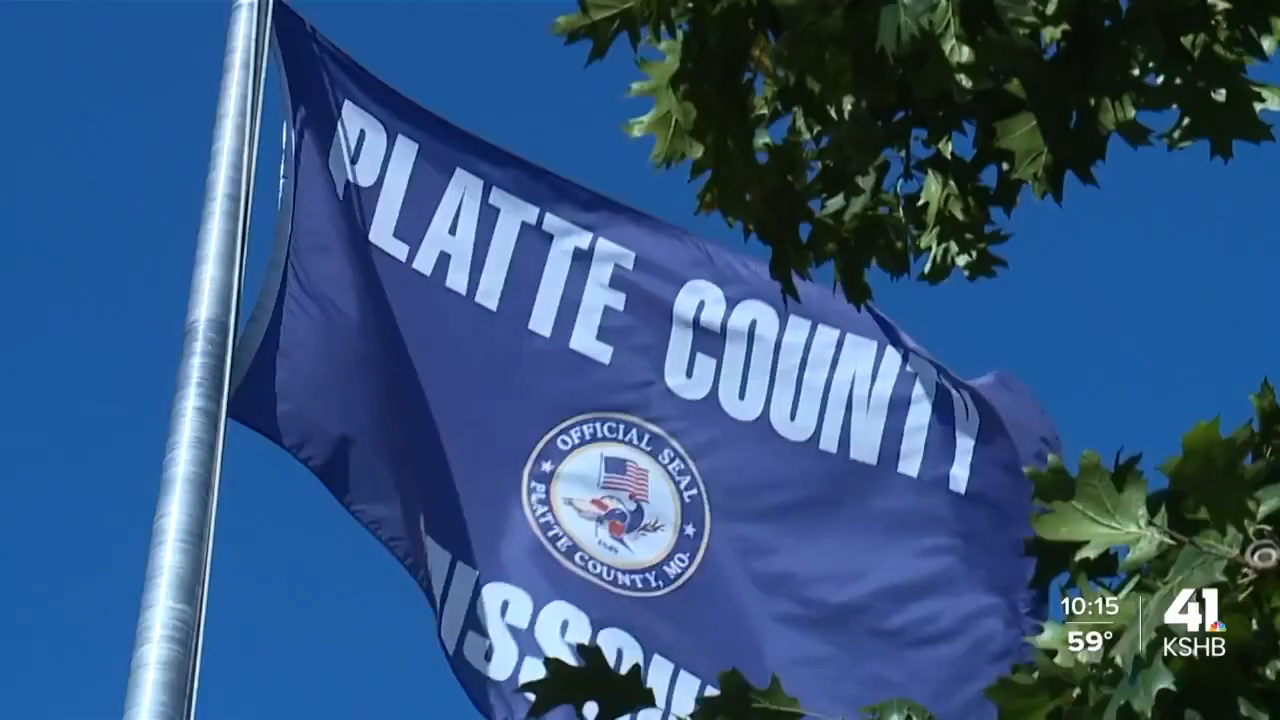 PLATTE COUNTY
OFFICIAL SEAL
PLATTE COUNTY, MO.
10:15
59°
41
KSHB